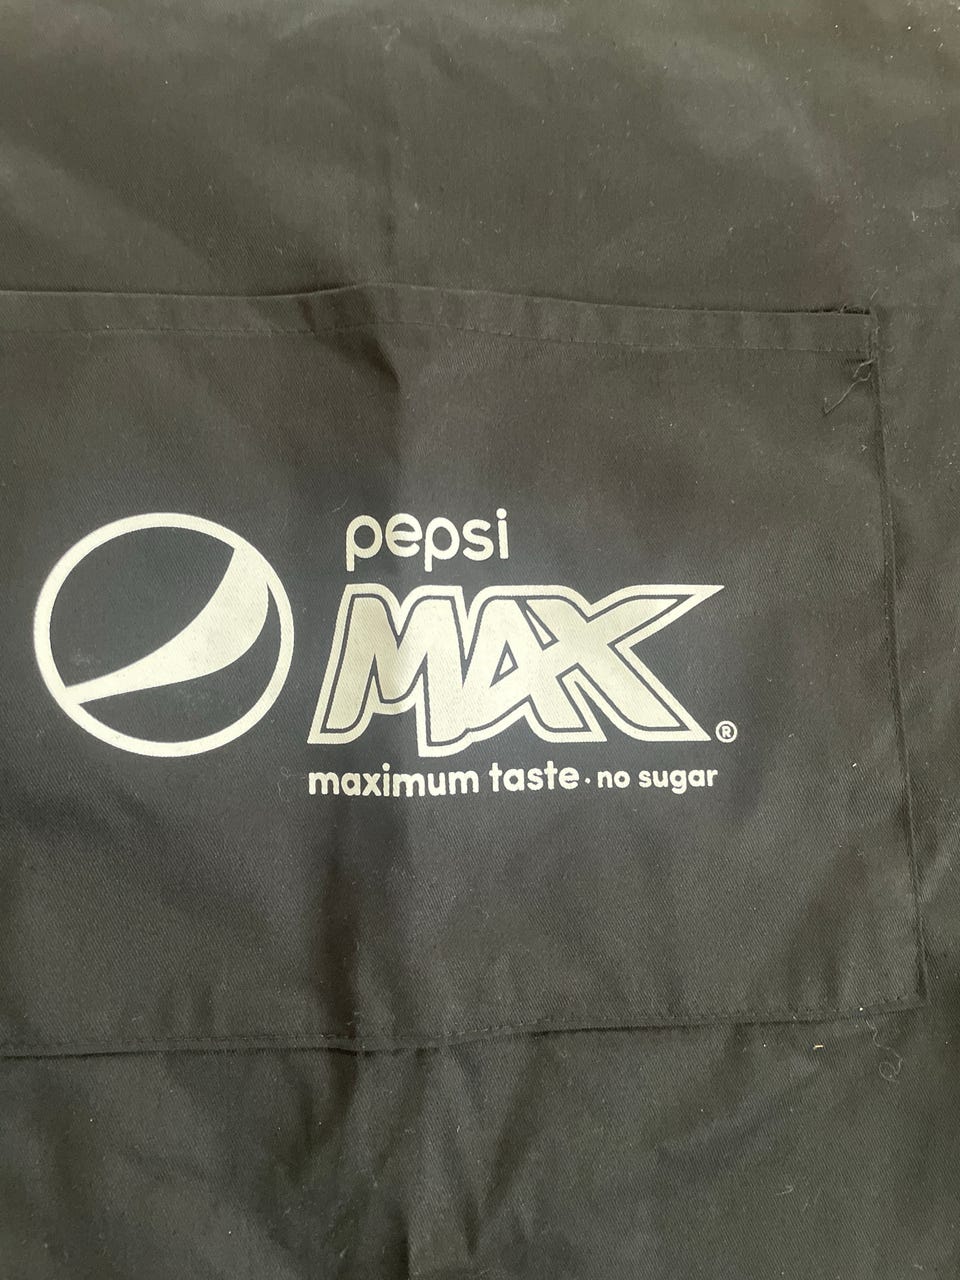 pepsi
MAX®
maximum taste · no sugar